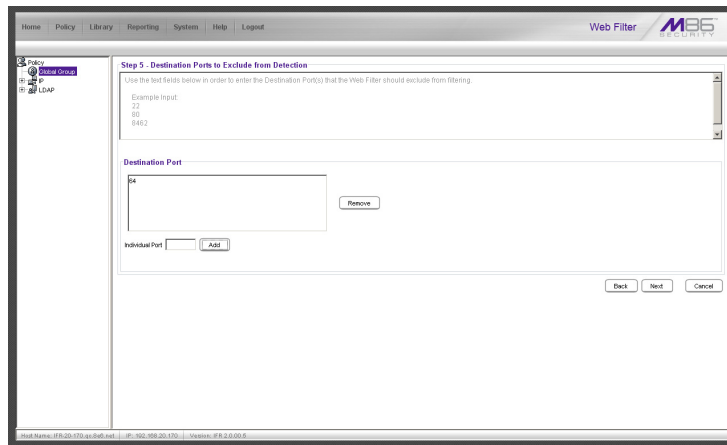 Home Policy Library Reporting System Help Logout
Web Filter
M86
SECURITY
Policy
Global Group
IP
LDAP
Step 5 - Destination Ports to Exclude from Detection
Use the text fields below in order to enter the Destination Port(s) that the Web Filter should exclude from filtering.
Example Input:
22
80
8462
Destination Port
64
Remove
Individual Port Add
Back Next Cancel
Host Name: IFR-20-170.qc.8e6.net IP: 192.168.20.170 Version: IFR 2.0.00.6